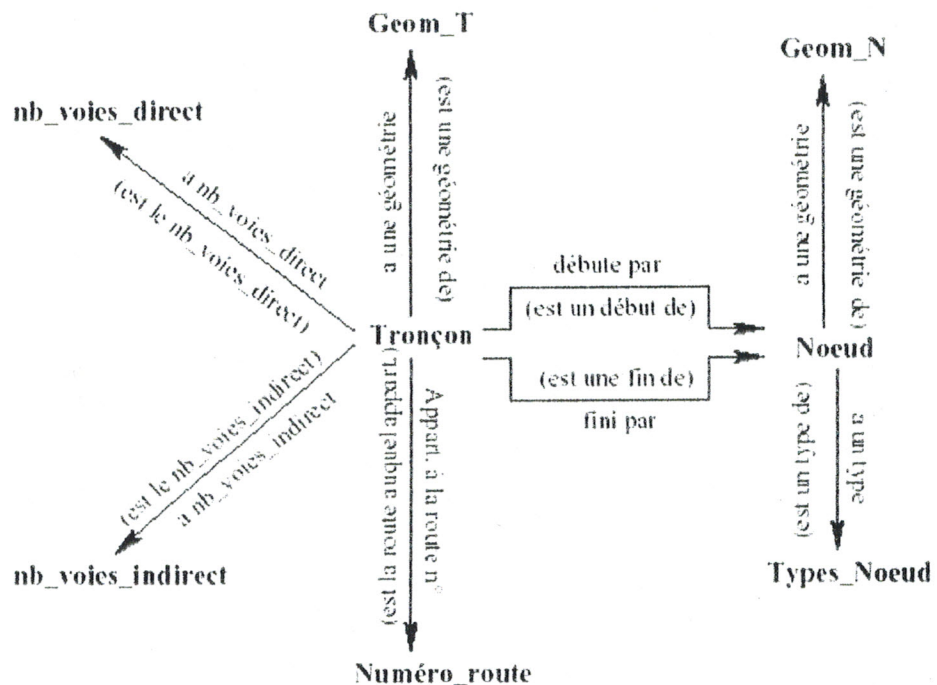 Geom_T
Geom_N
nb_voies_direct
a nb_voies_direct
(est le nb_voies_direct)
a une géométrie
(est une géométrie de)
a une géométrie
(est une géométrie de)
débute par
(est un début de)
Tronçon
Noeud
(est une fin de)
fini par
(est le nb_voies_indirect)
a nb_voies_indirect
(est la route auquel
Appart. à la route n°
(est un type de)
a un type
nb_voies_indirect
Types_Noeud
Numéro_route